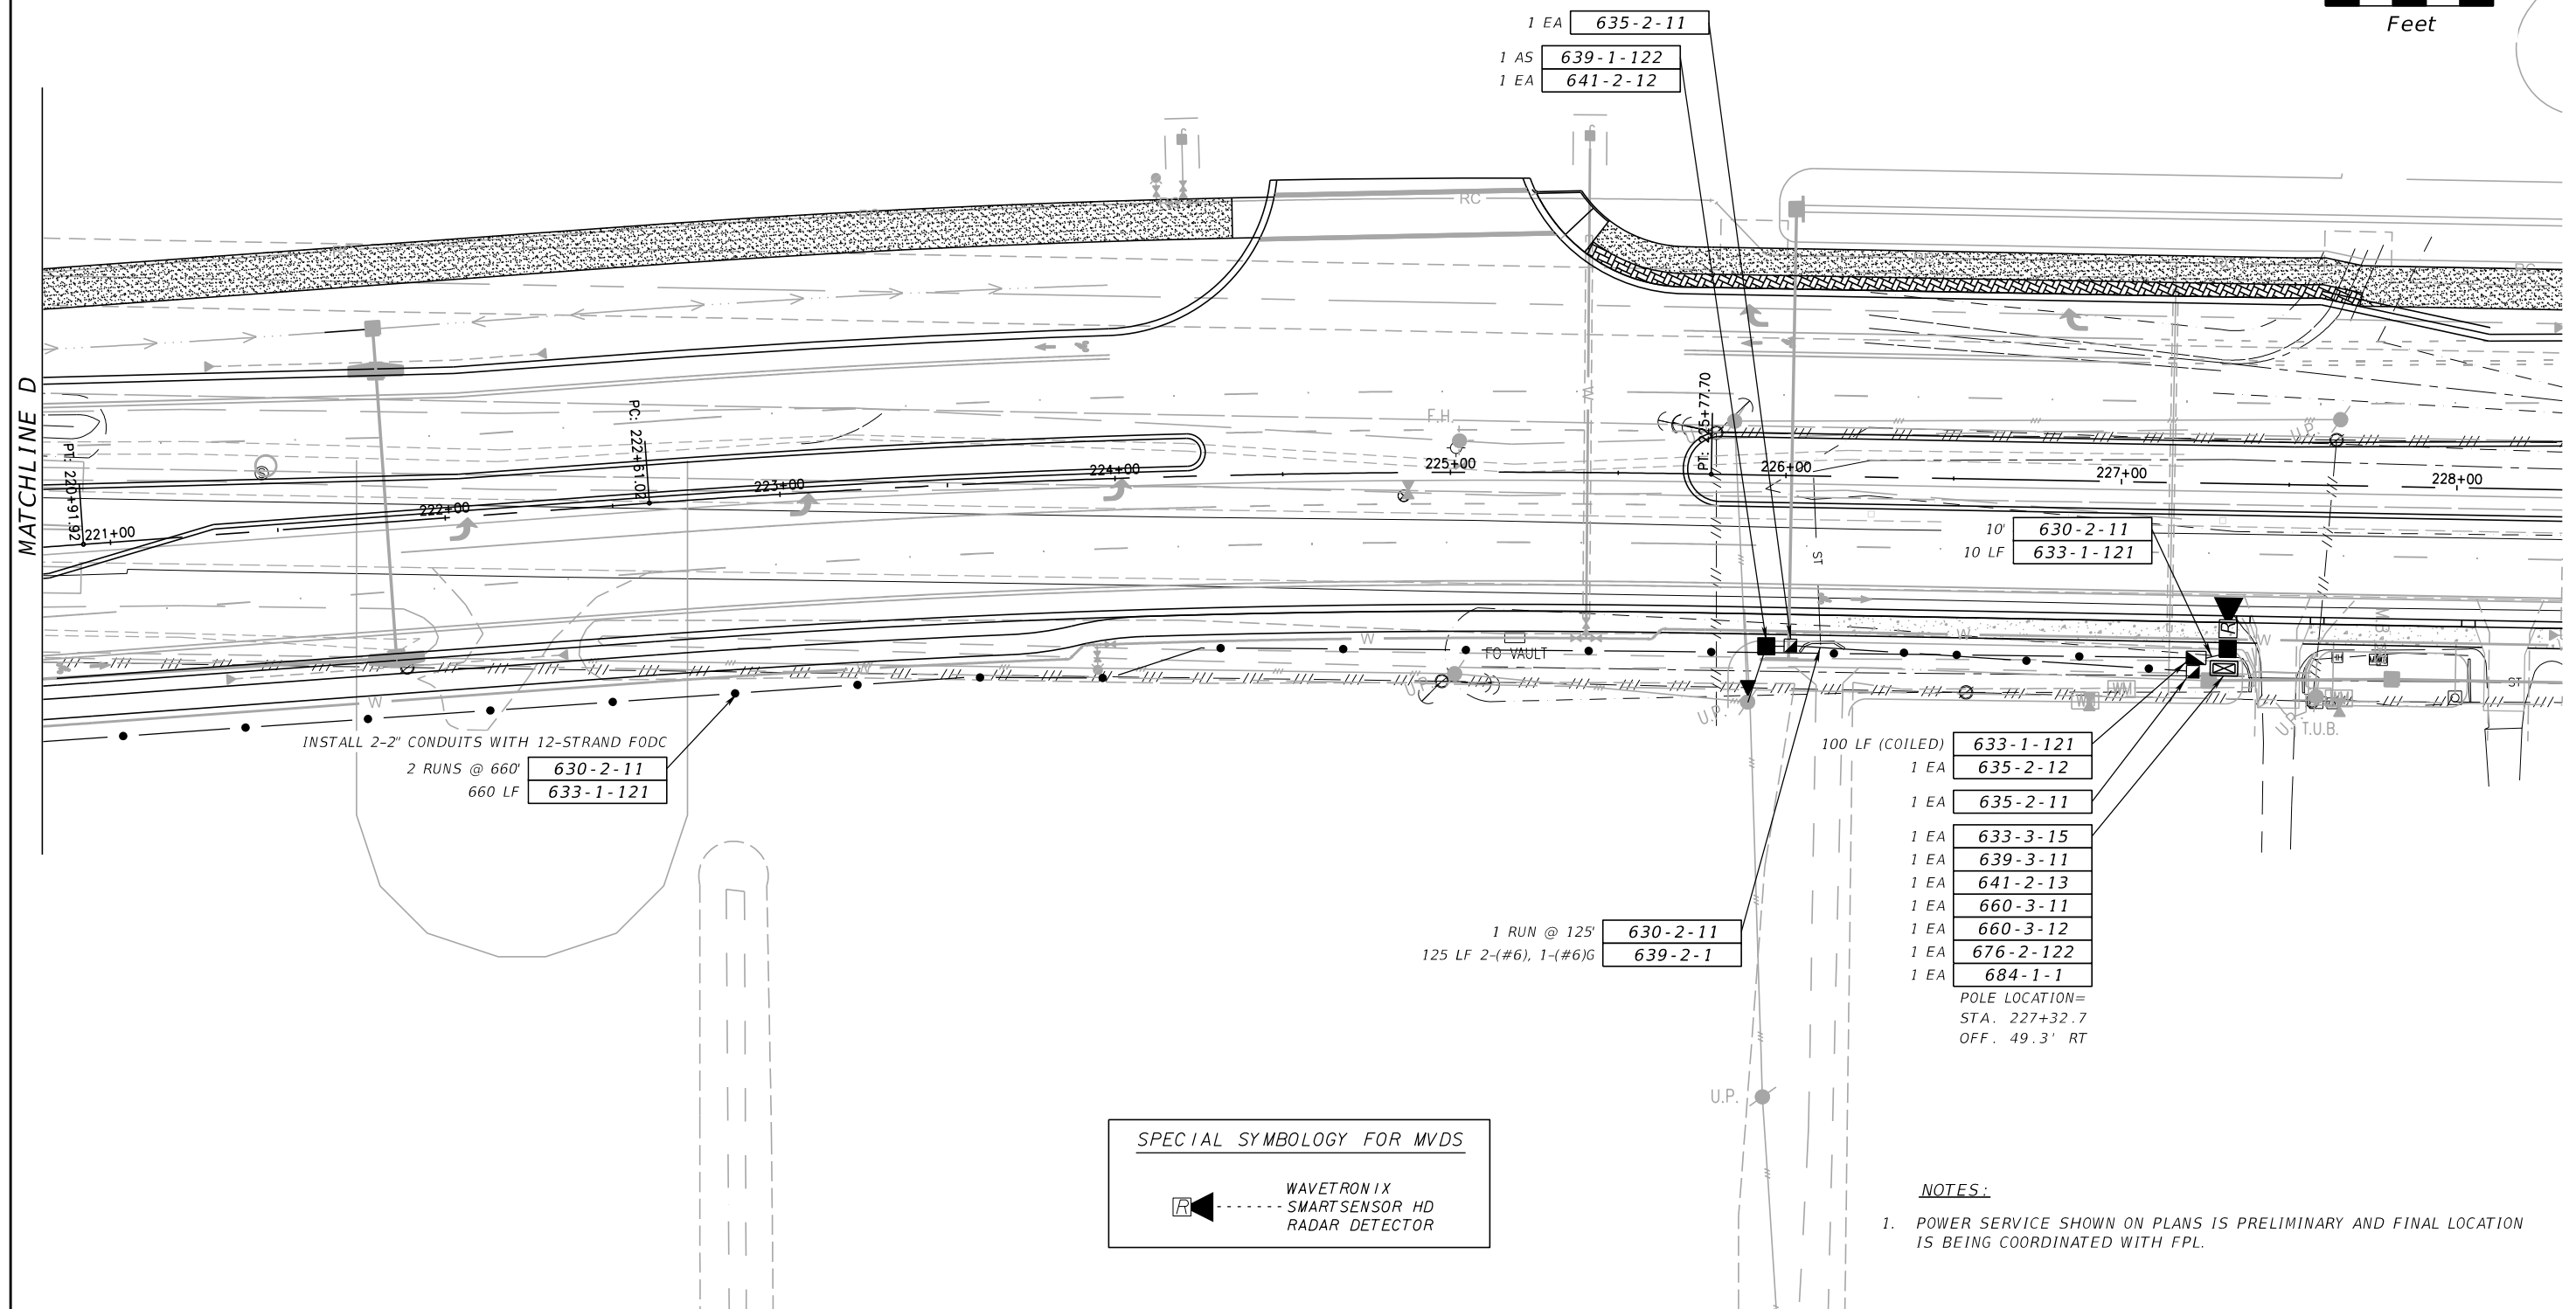 Feet
1 EA 635-2-11
1 AS 639-1-122
1 EA 641-2-12
RC
RC
MATCHLINE D
PT: 220+91.92
221+00
222+00
PC: 222+61.02
223+00
224+00
F.H.
225+00
PT: 225+77.70
226+00
227+00
228+00
U.P.
W
ST
10' 630-2-11
10 LF 633-1-121
R
W
W
W
FO VAULT
W
W
W
U.P.
U.P.
WM
ST
T.U.B.
INSTALL 2-2" CONDUITS WITH 12-STRAND FODC
2 RUNS @ 660' 630-2-11
660 LF 633-1-121
100 LF (COILED) 633-1-121
1 EA 635-2-12
1 EA 635-2-11
1 EA 633-3-15
1 EA 639-3-11
1 EA 641-2-13
1 EA 660-3-11
1 EA 660-3-12
1 EA 676-2-122
1 EA 684-1-1
POLE LOCATION=
STA. 227+32.7
OFF. 49.3' RT
1 RUN @ 125' 630-2-11
125 LF 2-(#6), 1-(#6)G 639-2-1
U.P.
SPECIAL SYMBOLOGY FOR MVDS
R
WAVETRONIX
SMARTSENSOR HD
RADAR DETECTOR
NOTES:
1. POWER SERVICE SHOWN ON PLANS IS PRELIMINARY AND FINAL LOCATION
IS BEING COORDINATED WITH FPL.